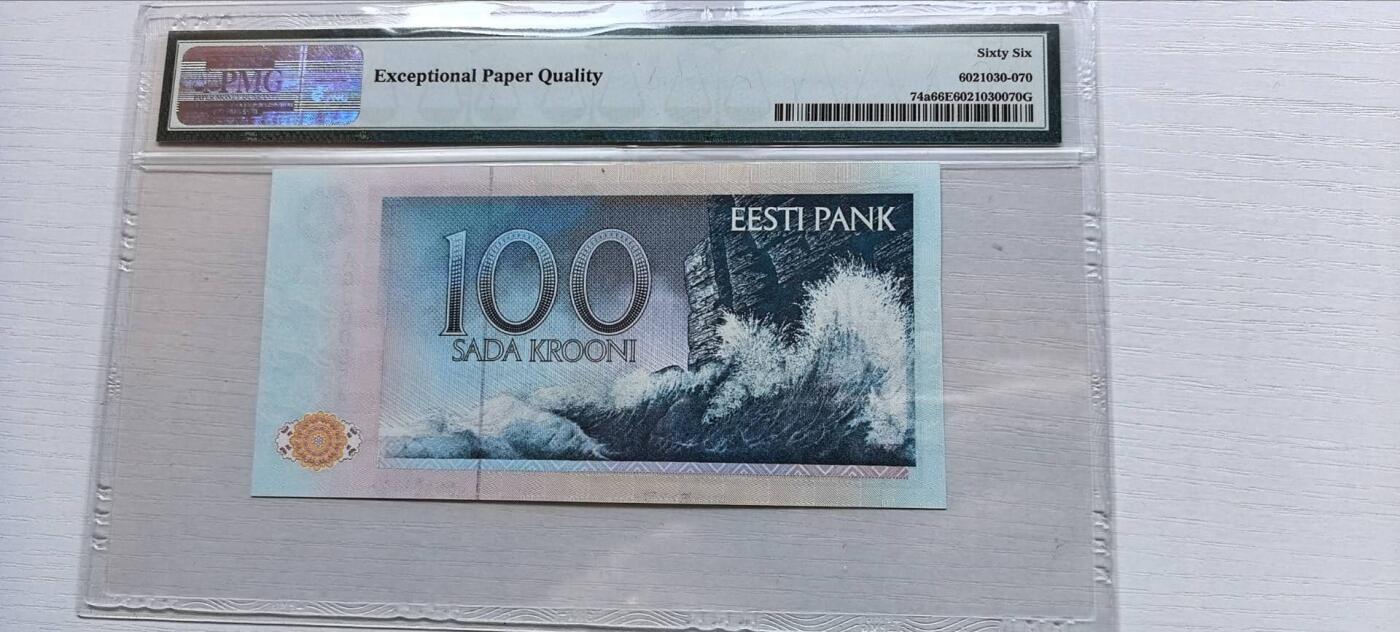 PMG
Exceptional Paper Quality
Sixty Six
6021030-070
74a66E6021030070G
EESTI PANK
100
SADA KROONI